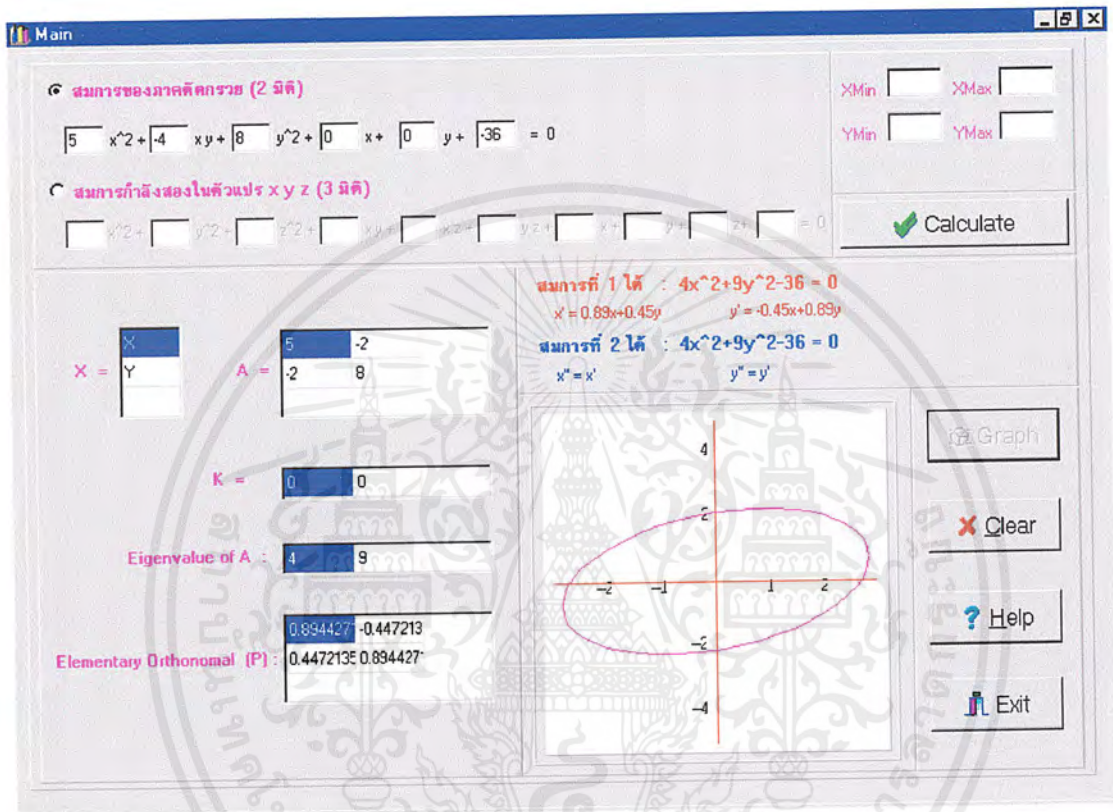 Main
สมการของภาคตัดกรวย (2 มิติ)
5 x^2 + -4 xy + 8 y^2 + 0 x + 0 y + -36 = 0
สมการกำลังสองในตัวแปร x y z (3 มิติ)
x^2 + y^2 + z^2 + xy + xz + yz + x + y + z + = 0
XMin XMax
YMin YMax
Calculate
สมการที่ 1 ได้ : 4x^2+9y^2-36 = 0
x' = 0.89x+0.45y y' = -0.45x+0.89y
สมการที่ 2 ได้ : 4x^2+9y^2-36 = 0
x'' = x' y'' = y'
X = X
Y
A = 5 -2
-2 8
K = 0 0
Eigenvalue of A : 4 9
Elementary Orthonomal (P) : 0.894427 -0.447213
0.447213 0.894427
4
2
-2 -1 1 2
-2
-4
Graph
Clear
Help
Exit